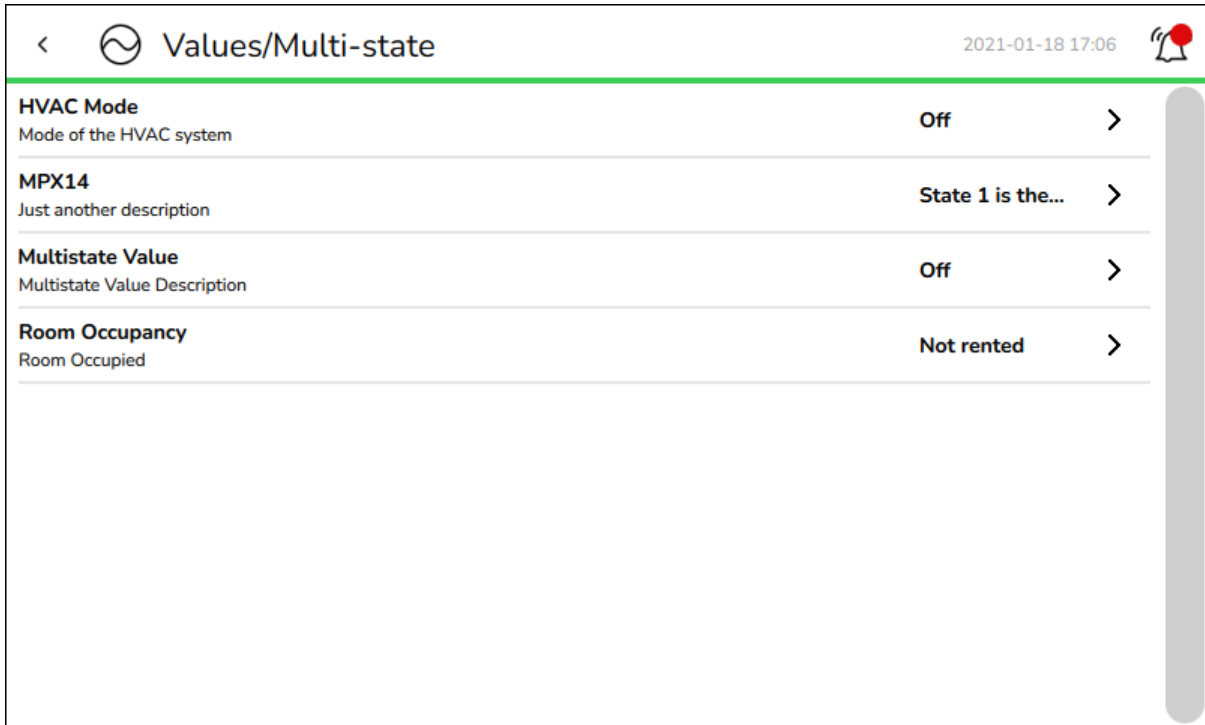 Values/Multi-state
2021-01-18 17:06
HVAC Mode
Mode of the HVAC system
Off
MPX14
Just another description
State 1 is the...
Multistate Value
Multistate Value Description
Off
Room Occupancy
Room Occupied
Not rented